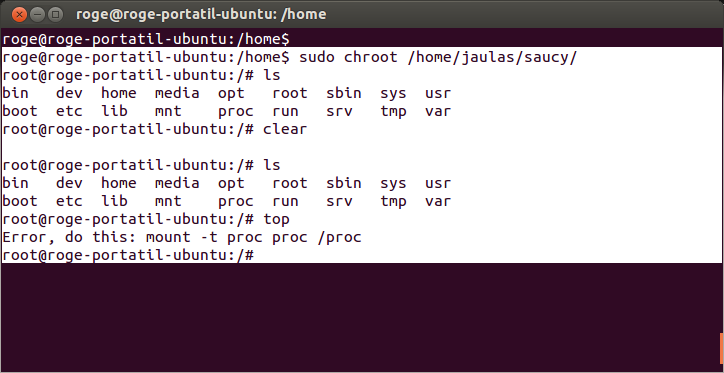 roge@roge-portatil-ubuntu: /home
roge@roge-portatil-ubuntu:/home$
roge@roge-portatil-ubuntu:/home$ sudo chroot /home/jaulas/saucy/
root@roge-portatil-ubuntu:/# ls
bin   dev  home  media  opt   root  sbin  sys  usr
boot  etc  lib   mnt    proc  run   srv   tmp  var
root@roge-portatil-ubuntu:/# clear
root@roge-portatil-ubuntu:/# ls
bin   dev  home  media  opt   root  sbin  sys  usr
boot  etc  lib   mnt    proc  run   srv   tmp  var
root@roge-portatil-ubuntu:/# top
Error, do this: mount -t proc proc /proc
root@roge-portatil-ubuntu:/#